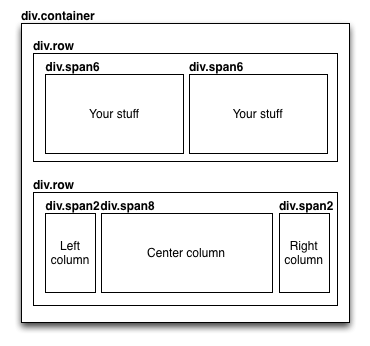 div.container
div.row
div.span6 div.span6
Your stuff Your stuff
div.row
div.span2 div.span8 div.span2
Left
column
Center column
Right
column